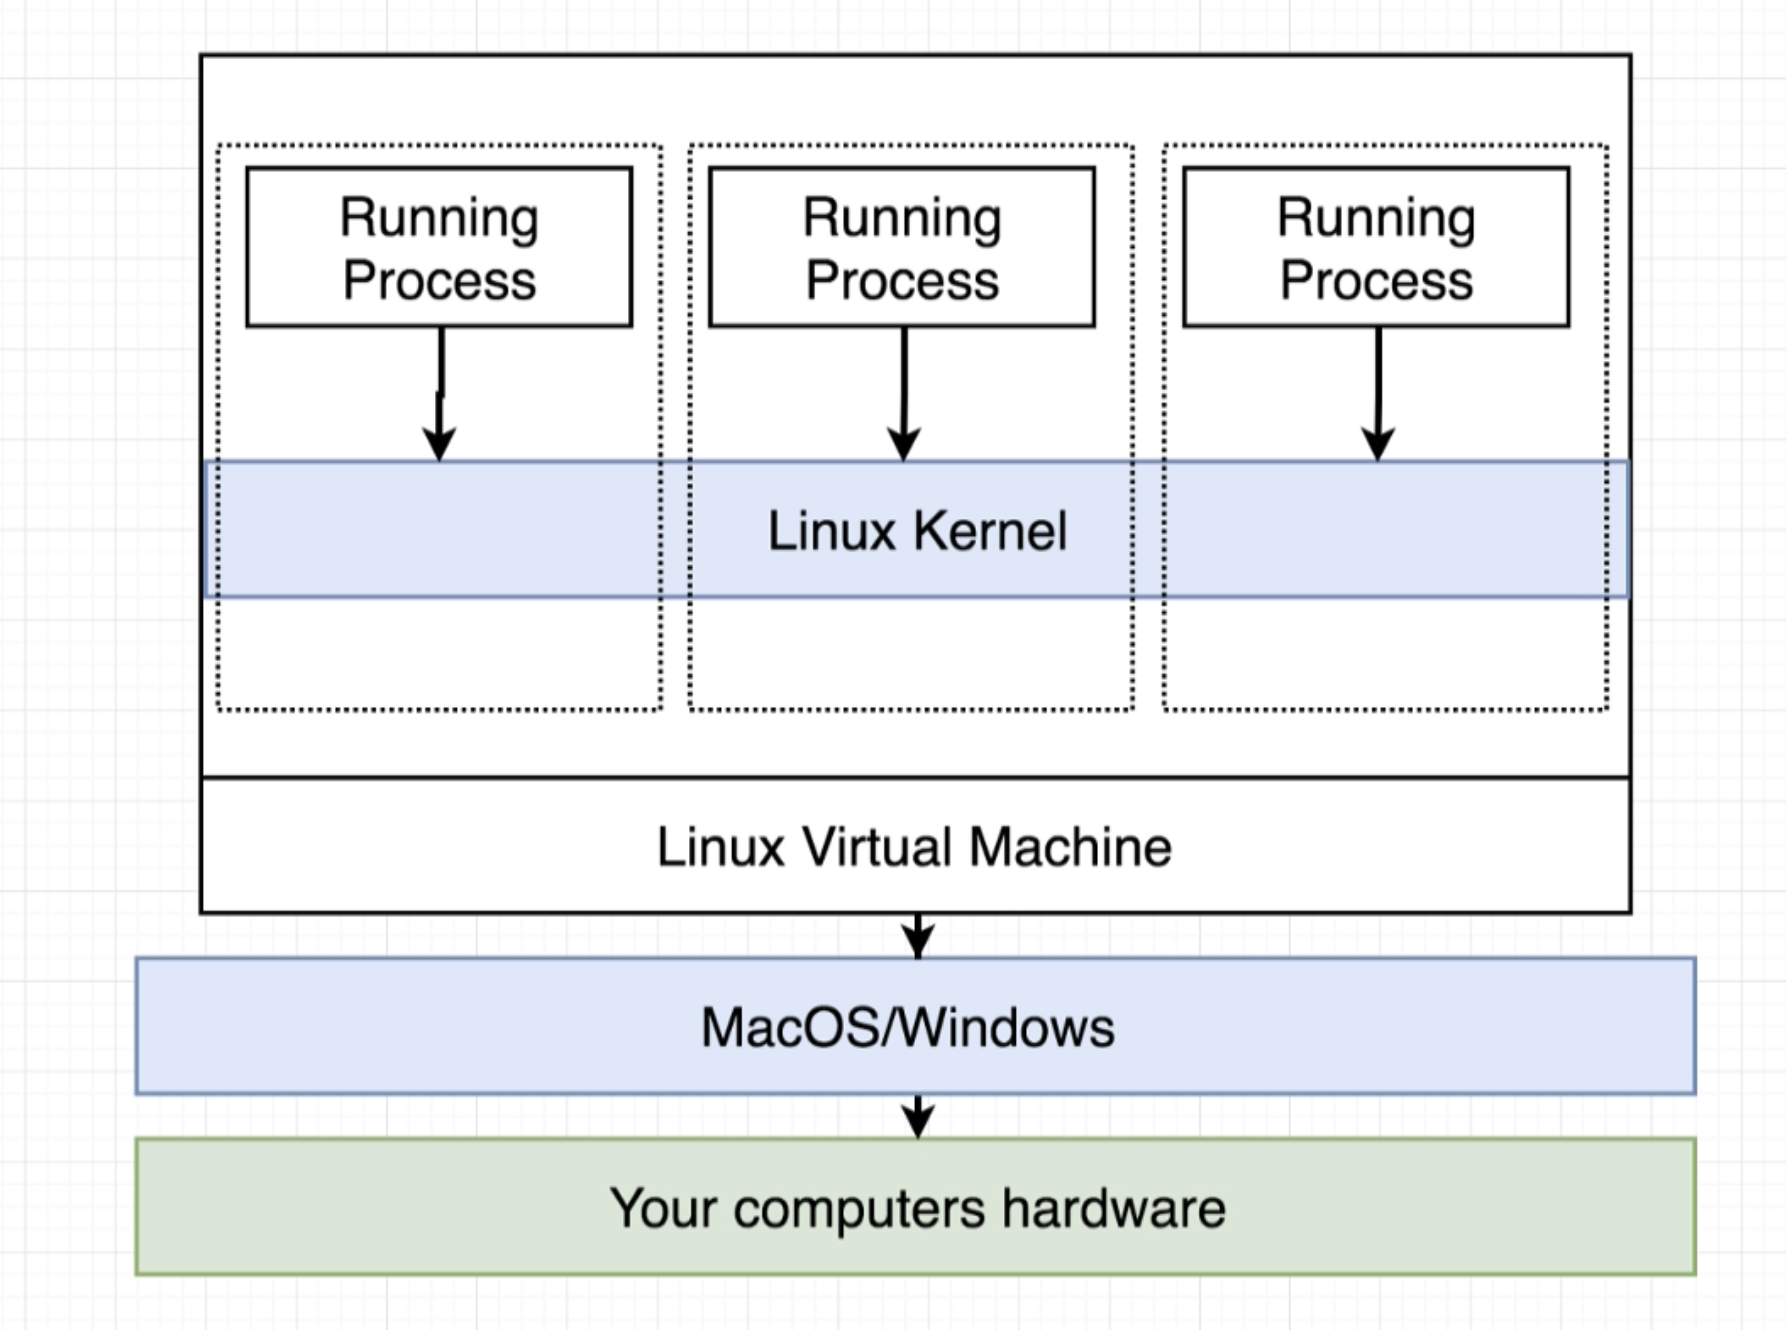 Running
Process
Running
Process
Running
Process
Linux Kernel
Linux Virtual Machine
MacOS/Windows
Your computers hardware